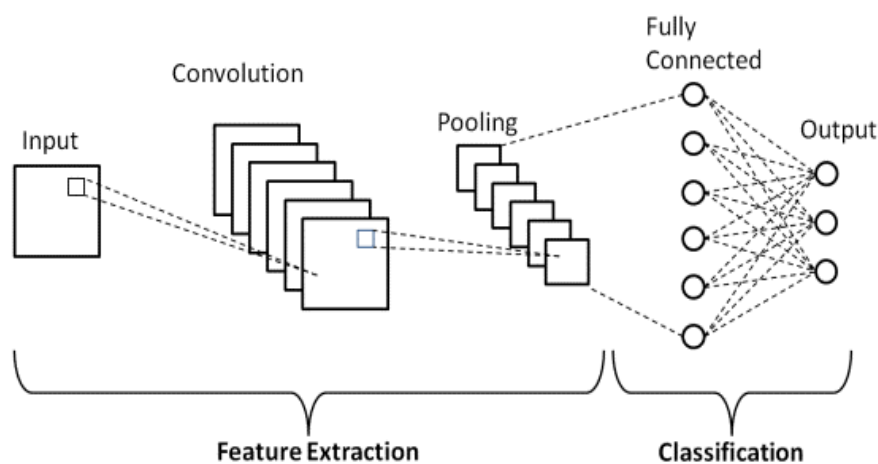 Input
Convolution
Pooling
Fully
Connected
Output
Feature Extraction
Classification